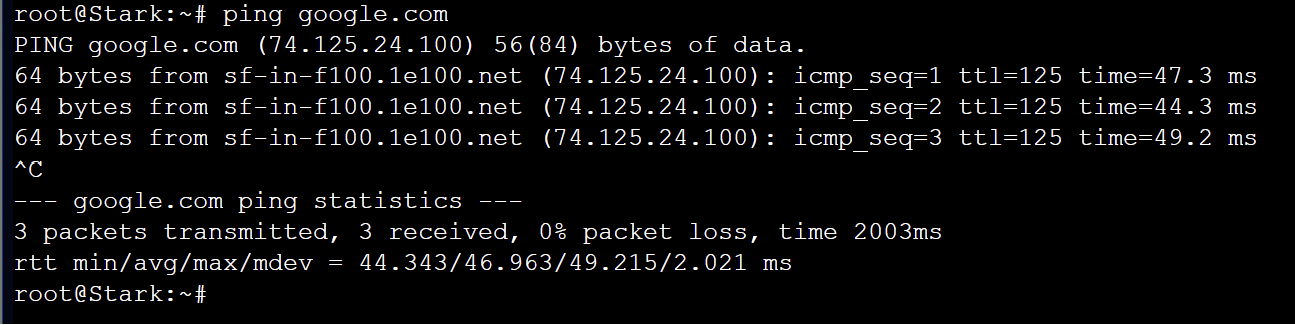 root@Stark:~# ping google.com
PING google.com (74.125.24.100) 56(84) bytes of data.
64 bytes from sf-in-f100.1e100.net (74.125.24.100): icmp_seq=1 ttl=125 time=47.3 ms
64 bytes from sf-in-f100.1e100.net (74.125.24.100): icmp_seq=2 ttl=125 time=44.3 ms
64 bytes from sf-in-f100.1e100.net (74.125.24.100): icmp_seq=3 ttl=125 time=49.2 ms
^C
--- google.com ping statistics ---
3 packets transmitted, 3 received, 0% packet loss, time 2003ms
rtt min/avg/max/mdev = 44.343/46.963/49.215/2.021 ms
root@Stark:~#